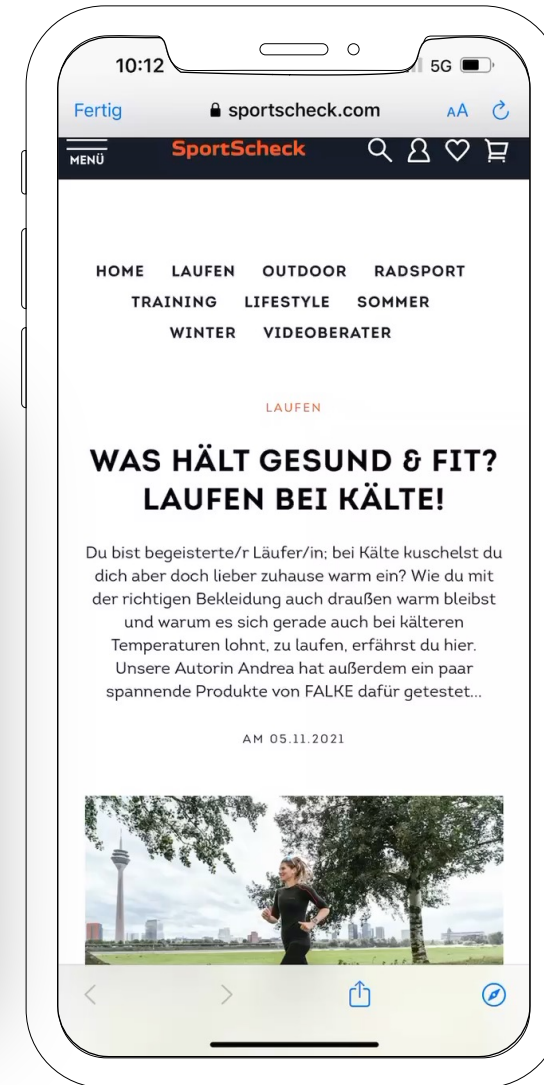 10:12
5G
Fertig
sportscheck.com
AA
MENÜ
SportScheck
HOME LAUFEN OUTDOOR RADSPORT
TRAINING LIFESTYLE SOMMER
WINTER VIDEOBERATER
LAUFEN
WAS HÄLT GESUND & FIT?
LAUFEN BEI KÄLTE!
Du bist begeisterte/r Läufer/in; bei Kälte kuschelst du
dich aber doch lieber zuhause warm ein? Wie du mit
der richtigen Bekleidung auch draußen warm bleibst
und warum es sich gerade auch bei kälteren
Temperaturen lohnt, zu laufen, erfährst du hier.
Unsere Autorin Andrea hat außerdem ein paar
spannende Produkte von FALKE dafür getestet...
AM 05.11.2021